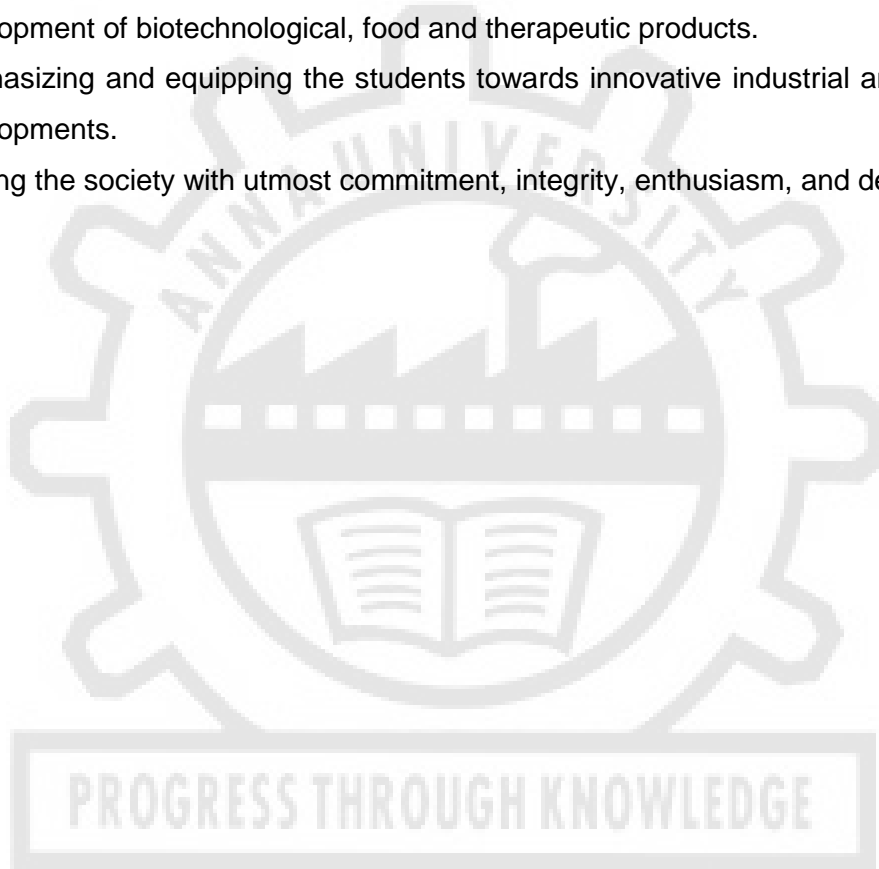 opment of biotechnological, food and therapeutic products.
asizing and equipping the students towards innovative industrial a
opments.
ng the society with utmost commitment, integrity, enthusiasm, and de
ANNA UNIVERSITY
PROGRESS THROUGH KNOWLEDGE